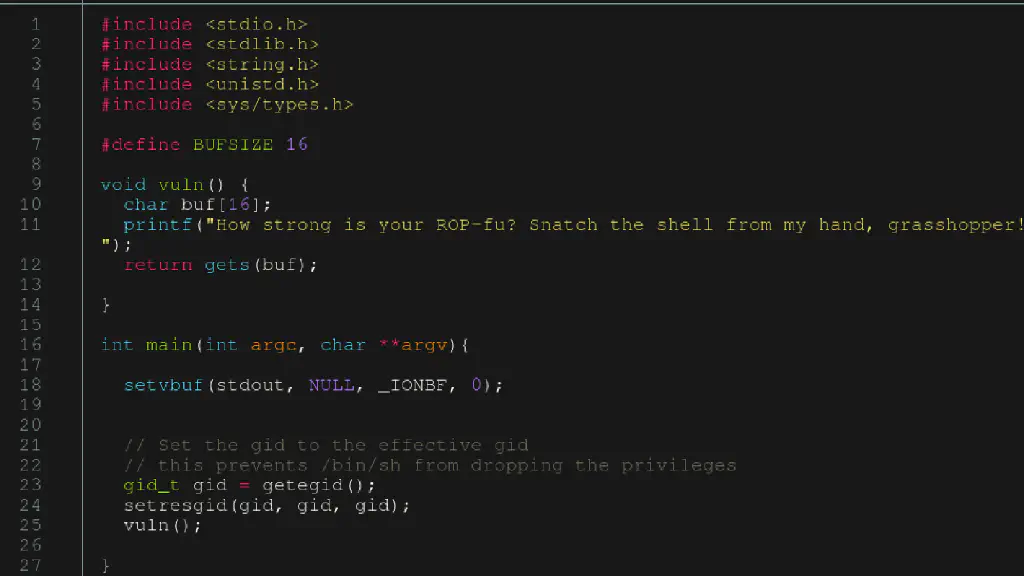 1 #include <stdio.h>
2 #include <stdlib.h>
3 #include <string.h>
4 #include <unistd.h>
5 #include <sys/types.h>
6
7 #define BUFSIZE 16
8
9 void vuln() {
10   char buf[16];
11   printf("How strong is your ROP-fu? Snatch the shell from my hand, grasshopper!
");
12   return gets(buf);
13
14 }
15
16 int main(int argc, char **argv){
17
18   setvbuf(stdout, NULL, _IONBF, 0);
19
20
21   // Set the gid to the effective gid
22   // this prevents /bin/sh from dropping the privileges
23   gid_t gid = getegid();
24   setresgid(gid, gid, gid);
25   vuln();
26
27 }